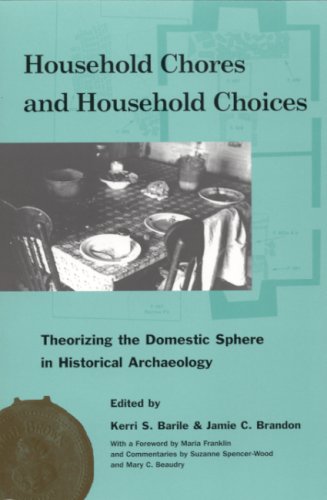 Household Chores
and Household Choices
Theorizing the Domestic Sphere
in Historical Archaeology
Edited by
Kerri S. Barile & Jamie C. Brandon
With a Foreword by Maria Franklin
and Commentaries by Suzanne Spencer-Wood
and Mary C. Beaudry